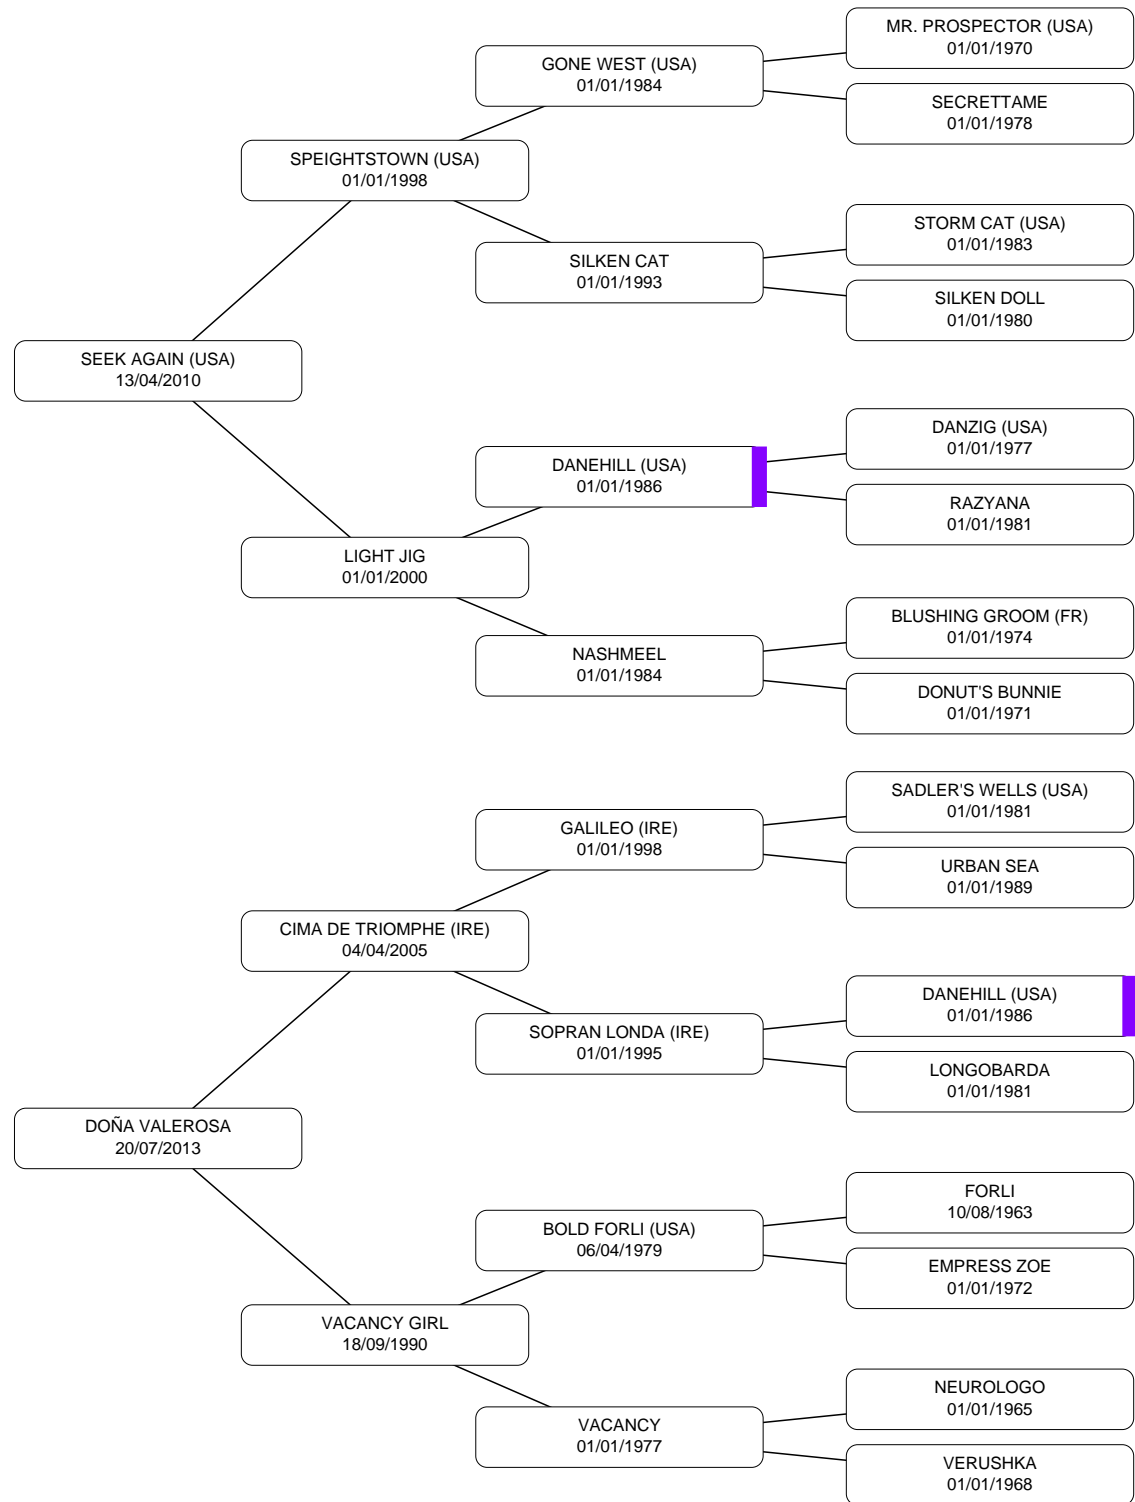 MR. PROSPECTOR (USA)
01/01/1970
GONE WEST (USA)
01/01/1984
SECRETTAME
01/01/1978
SPEIGHTSTOWN (USA)
01/01/1998
STORM CAT (USA)
01/01/1983
SILKEN CAT
01/01/1993
SILKEN DOLL
01/01/1980
SEEK AGAIN (USA)
13/04/2010
DANZIG (USA)
01/01/1977
DANEHILL (USA)
01/01/1986
RAZYANA
01/01/1981
LIGHT JIG
01/01/2000
BLUSHING GROOM (FR)
01/01/1974
NASHMEEL
01/01/1984
DONUT'S BUNNIE
01/01/1971
SADLER'S WELLS (USA)
01/01/1981
GALILEO (IRE)
01/01/1998
URBAN SEA
01/01/1989
CIMA DE TRIOMPHE (IRE)
04/04/2005
DANEHILL (USA)
01/01/1986
SOPRAN LONDA (IRE)
01/01/1995
LONGOBARDA
01/01/1981
DOÑA VALEROSA
20/07/2013
FORLI
10/08/1963
BOLD FORLI (USA)
06/04/1979
EMPRESS ZOE
01/01/1972
VACANCY GIRL
18/09/1990
NEUROLOGO
01/01/1965
VACANCY
01/01/1977
VERUSHKA
01/01/1968